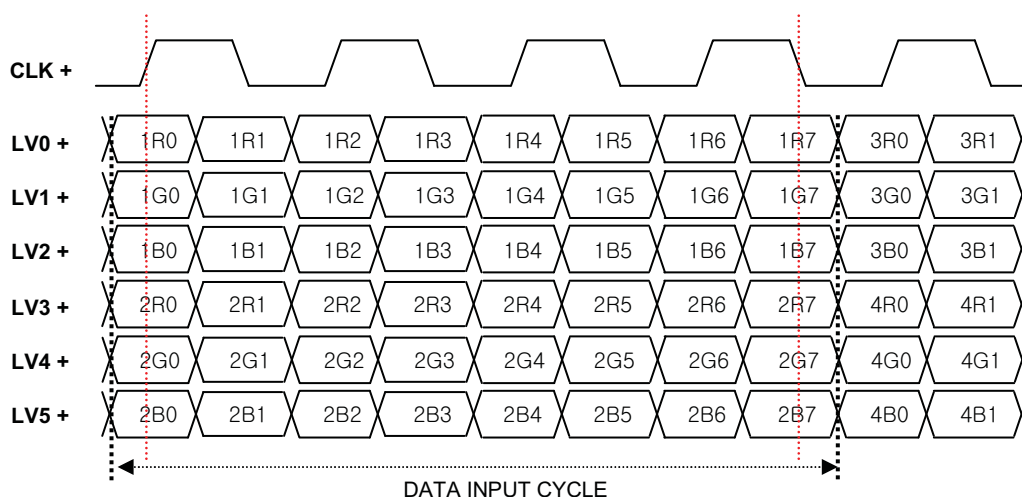 CLK +
LV0 + 1R0 1R1 1R2 1R3 1R4 1R5 1R6 1R7 3R0 3R1
LV1 + 1G0 1G1 1G2 1G3 1G4 1G5 1G6 1G7 3G0 3G1
LV2 + 1B0 1B1 1B2 1B3 1B4 1B5 1B6 1B7 3B0 3B1
LV3 + 2R0 2R1 2R2 2R3 2R4 2R5 2R6 2R7 4R0 4R1
LV4 + 2G0 2G1 2G2 2G3 2G4 2G5 2G6 2G7 4G0 4G1
LV5 + 2B0 2B1 2B2 2B3 2B4 2B5 2B6 2B7 4B0 4B1
DATA INPUT CYCLE